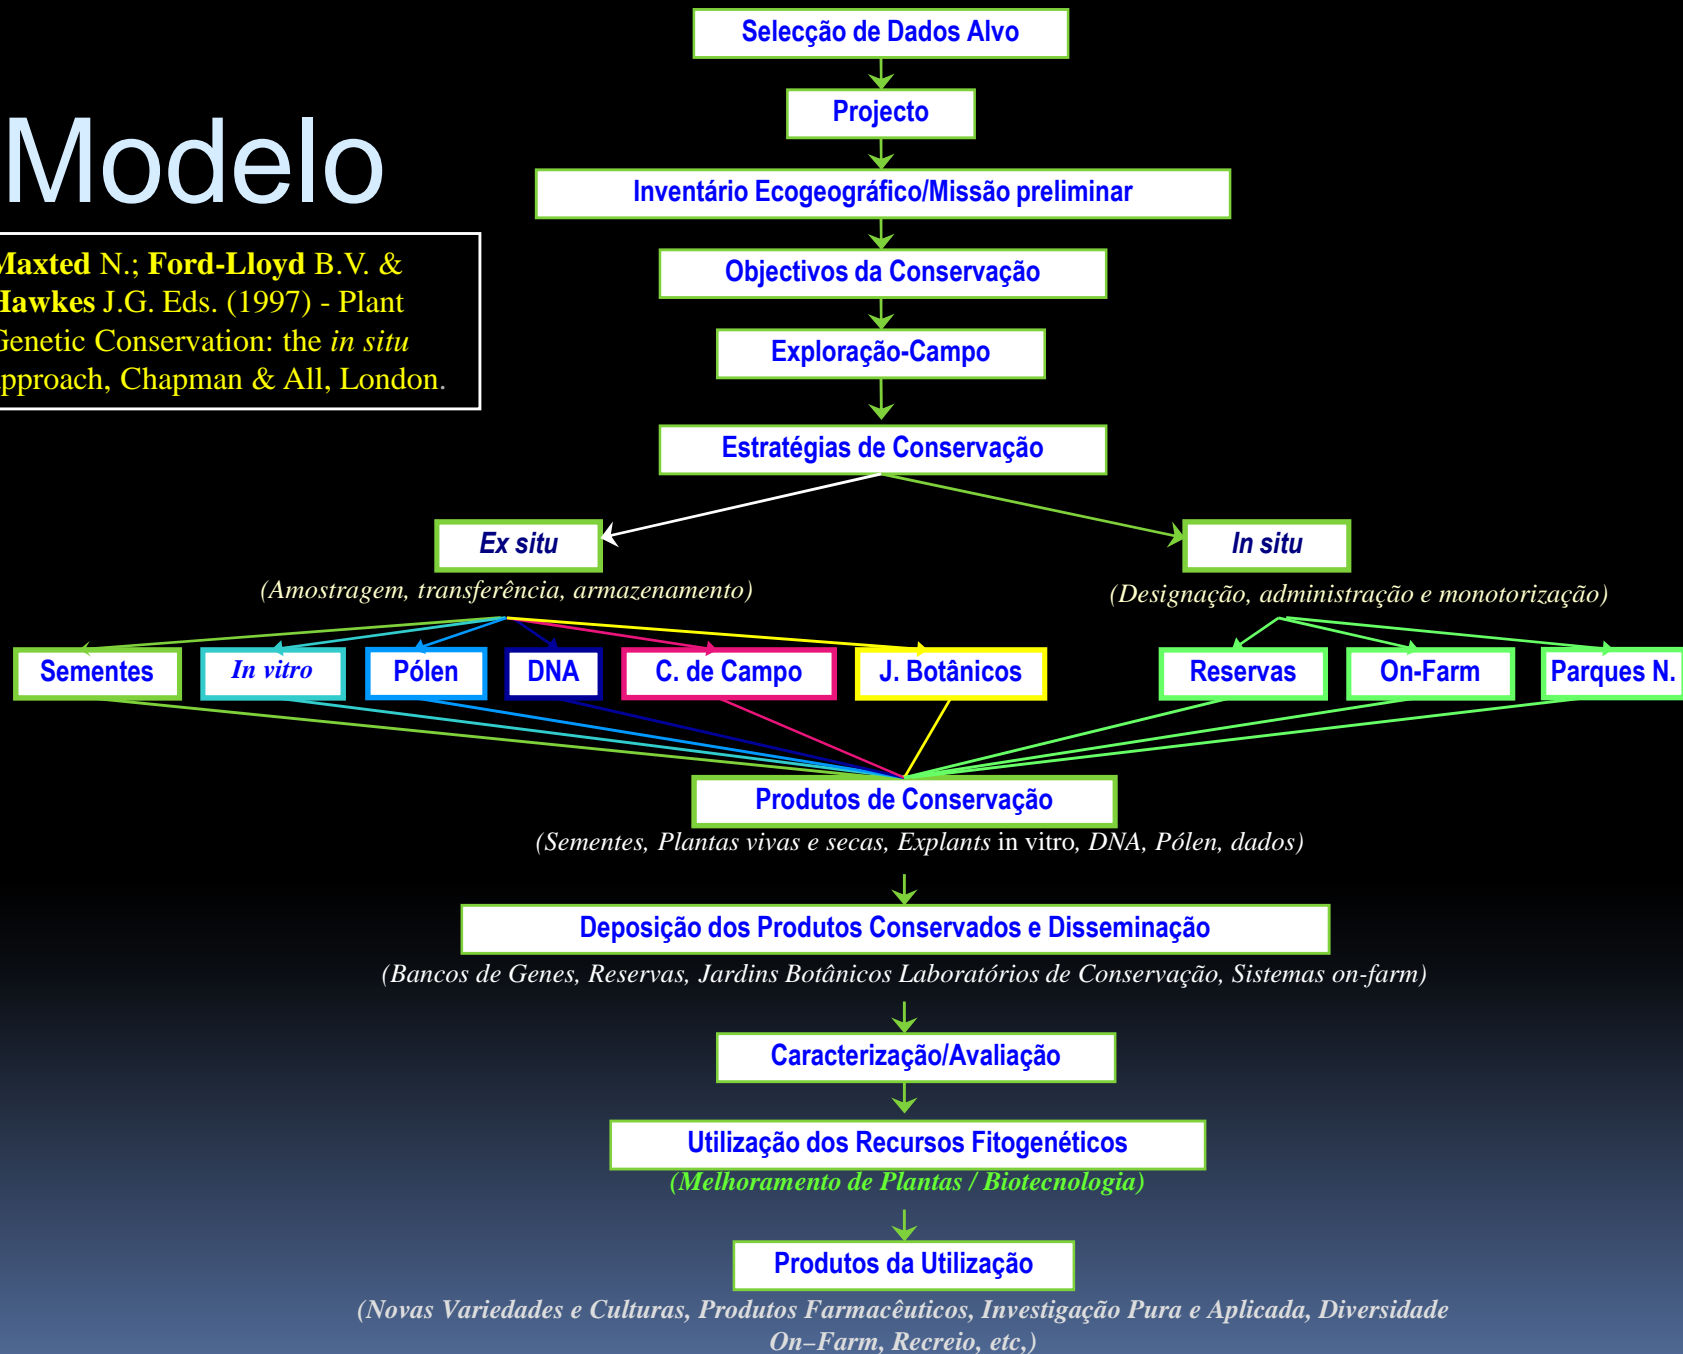 Selecção de Dados Alvo
Projecto
Modelo
Inventário Ecogeográfico/Missão preliminar
Maxted N.; Ford-Lloyd B.V. &
Hawkes J.G. Eds. (1997) - Plant
Genetic Conservation: the in situ
approach, Chapman & All, London.
Objectivos da Conservação
Exploração-Campo
Estratégias de Conservação
Ex situ
In situ
(Amostragem, transferência, armazenamento)
(Designação, administração e monotorização)
Sementes
In vitro
Pólen
DNA
C. de Campo
J. Botânicos
Reservas
On-Farm
Parques N.
Produtos de Conservação
(Sementes, Plantas vivas e secas, Explants in vitro, DNA, Pólen, dados)
Deposição dos Produtos Conservados e Disseminação
(Bancos de Genes, Reservas, Jardins Botânicos Laboratórios de Conservação, Sistemas on-farm)
Caracterização/Avaliação
Utilização dos Recursos Fitogenéticos
(Melhoramento de Plantas / Biotecnologia)
Produtos da Utilização
(Novas Variedades e Culturas, Produtos Farmacêuticos, Investigação Pura e Aplicada, Diversidade
On–Farm, Recreio, etc,)